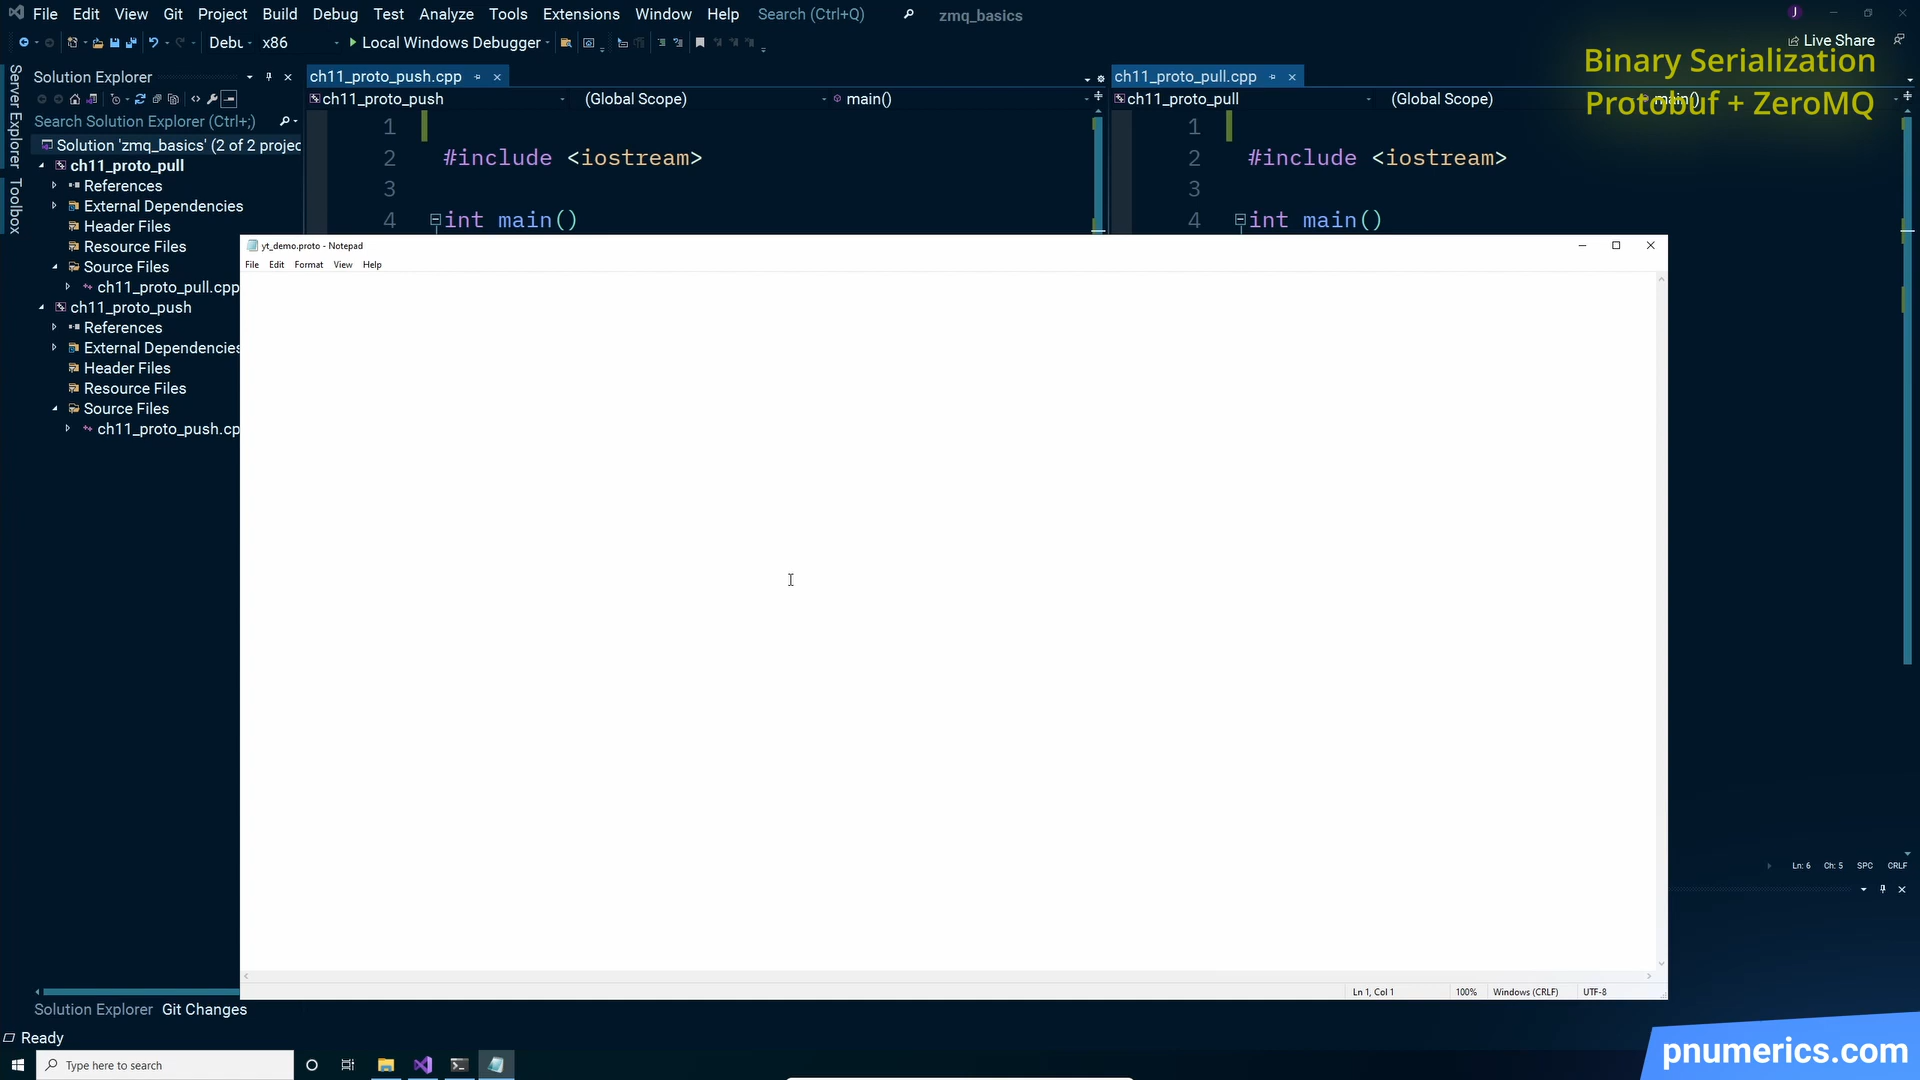 File Edit View Git Project Build Debug Test Analyze Tools Extensions Window Help Search (Ctrl+Q) zmq_basics J
Debu x86 Local Windows Debugger Live Share
Binary Serialization
Protobuf + ZeroMQ
Server Explorer
Toolbox
Solution Explorer
Search Solution Explorer (Ctrl+;)
Solution 'zmq_basics' (2 of 2 projec
ch11_proto_pull
References
External Dependencies
Header Files
Resource Files
Source Files
ch11_proto_pull.cpp
ch11_proto_push
References
External Dependencies
Header Files
Resource Files
Source Files
ch11_proto_push.cp
ch11_proto_push.cpp
ch11_proto_push (Global Scope) main()
1
2 #include <iostream>
3
4 int main()
ch11_proto_pull.cpp
ch11_proto_pull (Global Scope) main()
1
2 #include <iostream>
3
4 int main()
yt_demo.proto - Notepad
File Edit Format View Help
Ln 1, Col 1 100% Windows (CRLF) UTF-8
Ln: 6 Ch: 5 SPC CRLF
Solution Explorer Git Changes
Ready
Type here to search
pnumerics.com